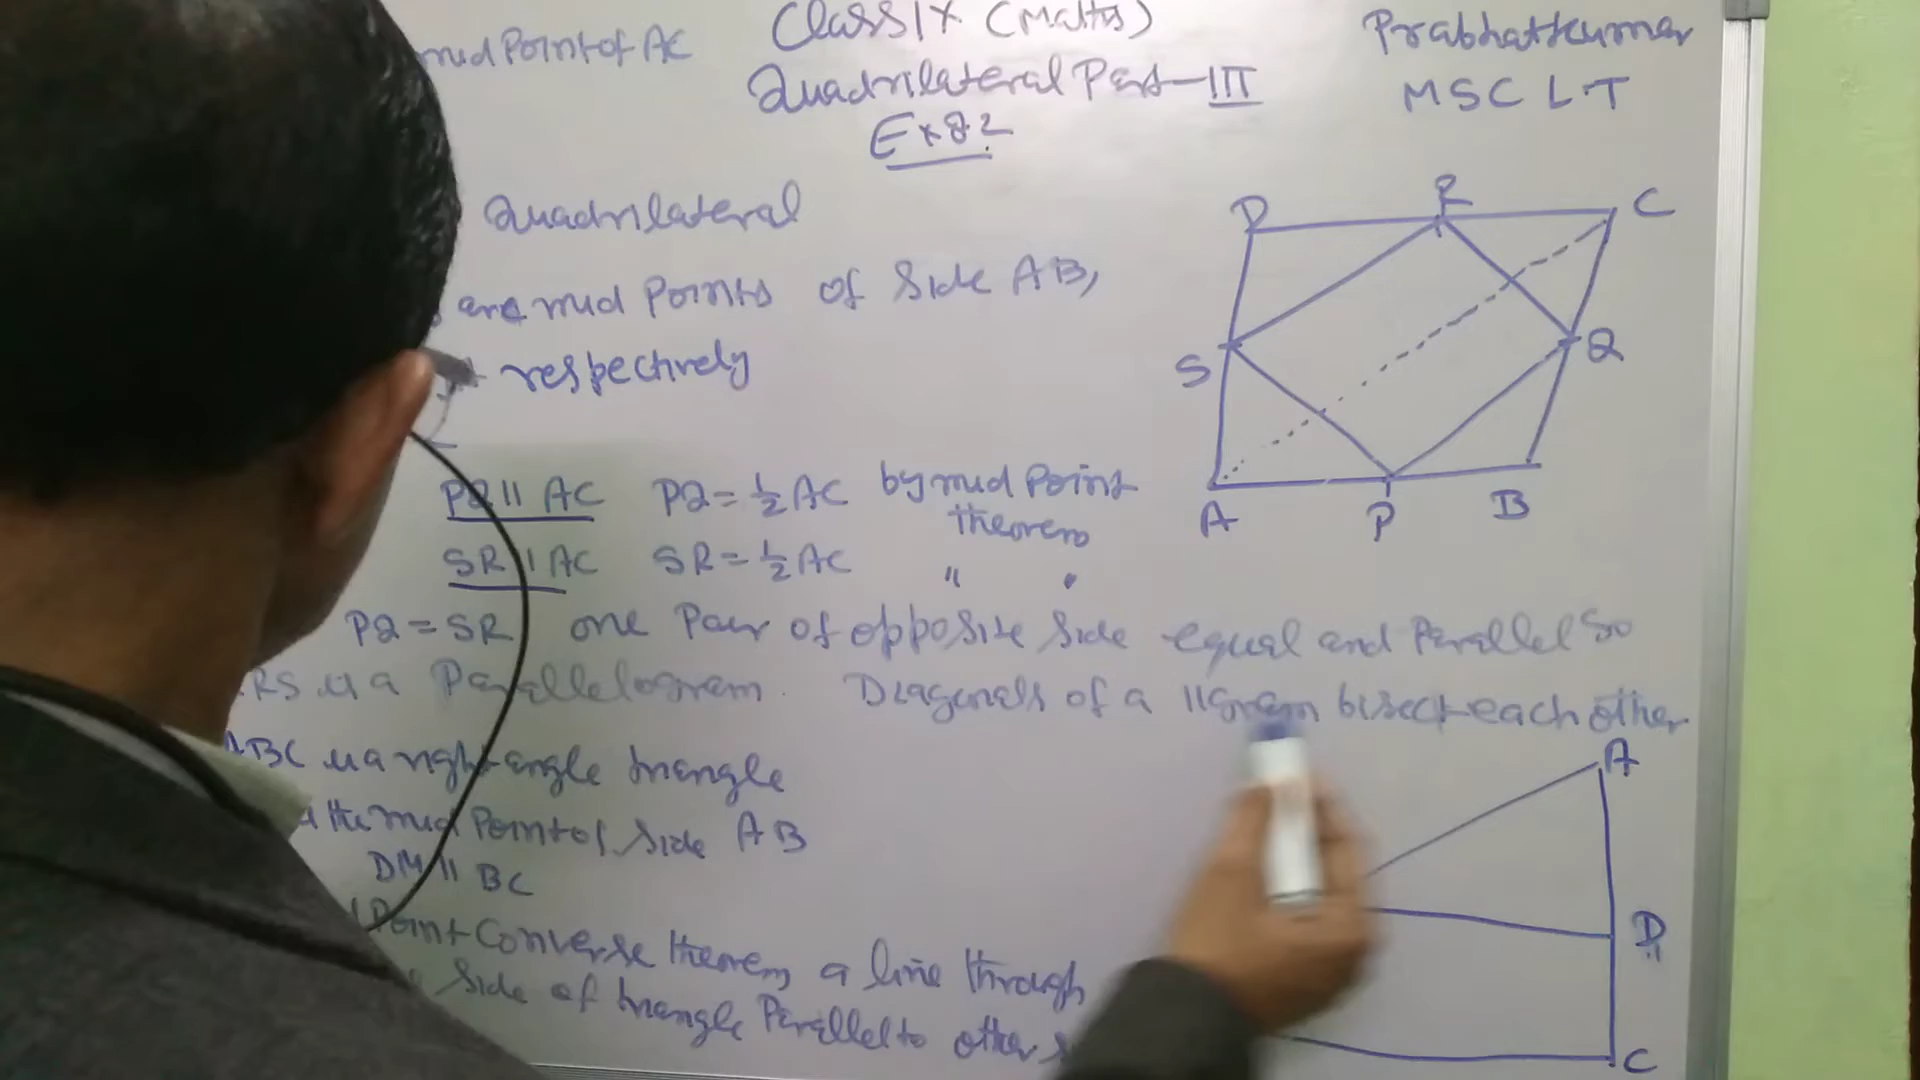 mid Point of AC
Class IX (Maths)
Quadrilateral Part-III
Ex 8.2
Prabhat Kumar
MSC L.T
Quadrilateral
are mid Points of Side AB,
respectively
PQ || AC PQ = ½ AC by mid Point
theorem
SR || AC SR = ½ AC " "
PQ = SR one Pair of opposite Side equal and Parallel So
RS is a Parallelogram. Diagonals of a ||gram bisect each other
ABC is a right angle triangle
the mid Point of Side AB
DM || BC
Point Converse theorem, a line through
Side of triangle Parallel to other
D R C
S Q
A P B
A
D
C